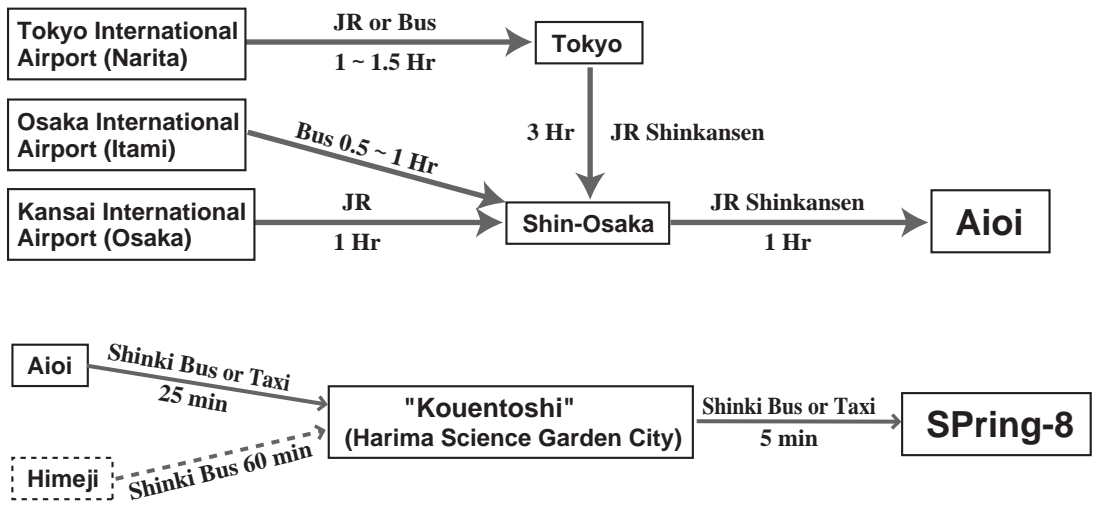 Tokyo International
Airport (Narita)
JR or Bus
1 ~ 1.5 Hr
Tokyo
Osaka International
Airport (Itami)
Bus 0.5 ~ 1 Hr
3 Hr
JR Shinkansen
Kansai International
Airport (Osaka)
JR
1 Hr
Shin-Osaka
JR Shinkansen
1 Hr
Aioi
Aioi
Shinki Bus or Taxi
25 min
Himeji
Shinki Bus 60 min
"Kouentoshi"
(Harima Science Garden City)
Shinki Bus or Taxi
5 min
SPring-8